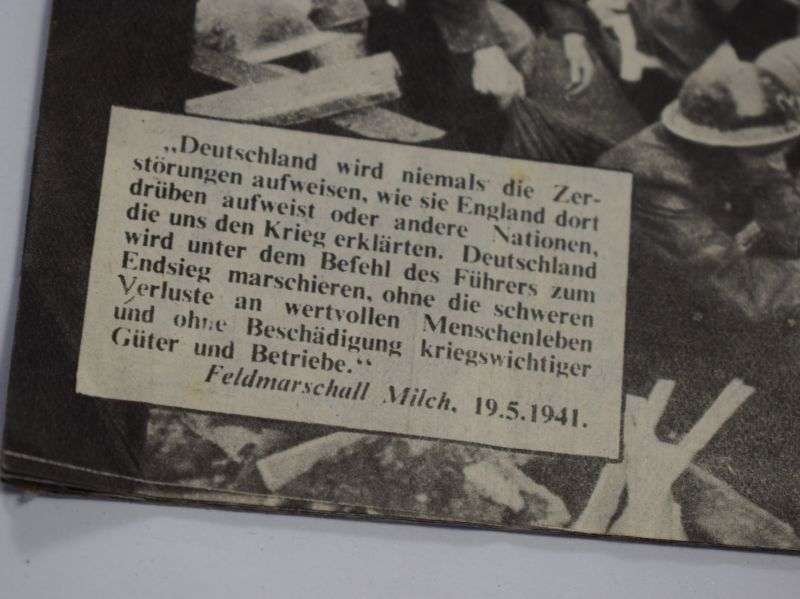 „Deutschland wird niemals die Zer-
störungen aufweisen, wie sie England dort
drüben aufweist oder andere Nationen,
die uns den Krieg erklärten. Deutschland
wird unter dem Befehl des Führers zum
Endsieg marschieren, ohne die schweren
Verluste an wertvollen Menschenleben
und ohne Beschädigung kriegswichtiger
Güter und Betriebe.“
Feldmarschall Milch, 19.5.1941.